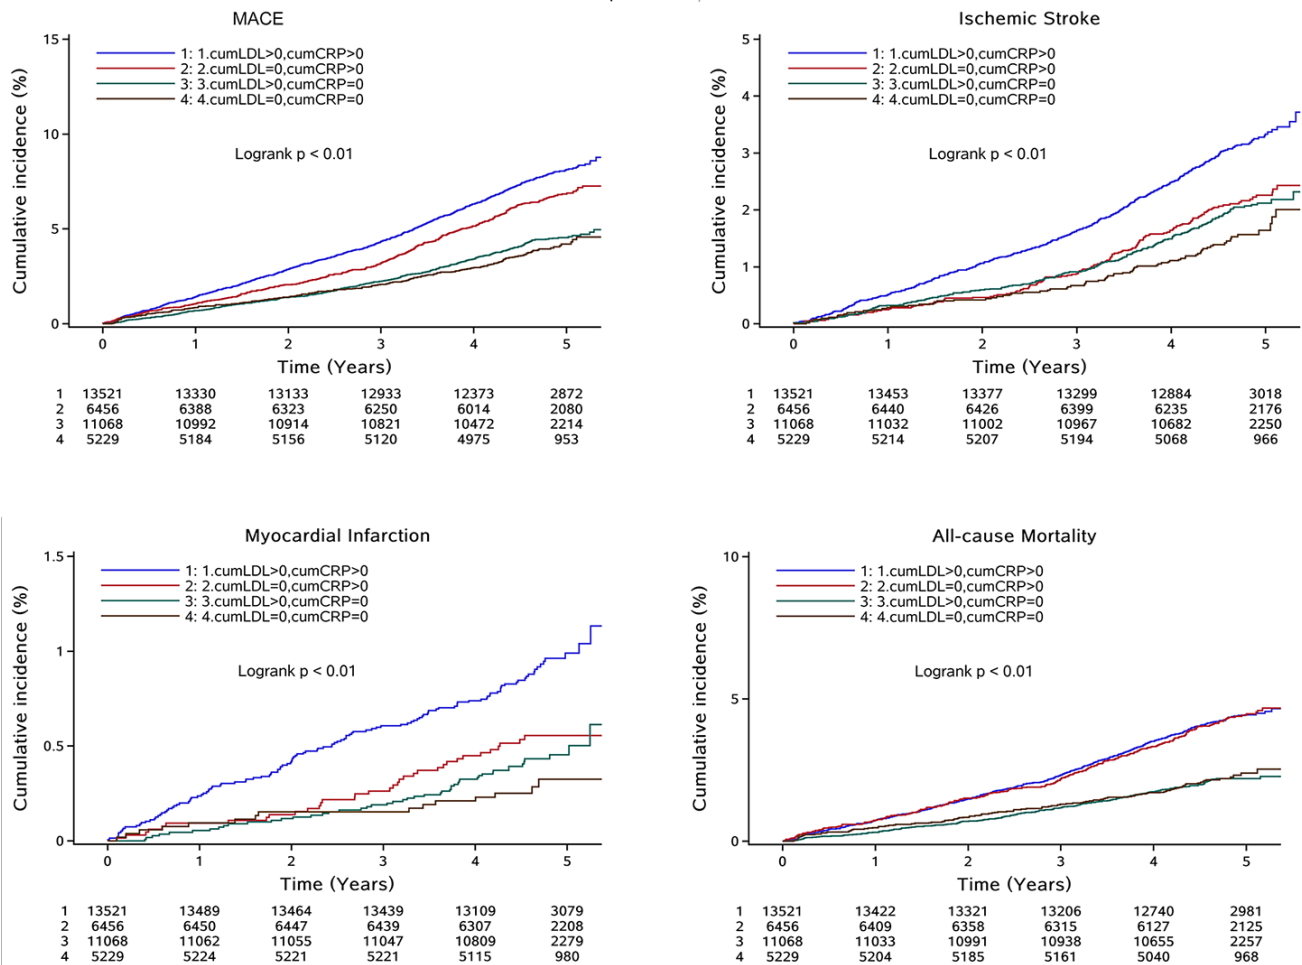 MACE
15
10
5
0
Cumulative incidence (%)
1: 1.cumLDL>0,cumCRP>0
2: 2.cumLDL=0,cumCRP>0
3: 3.cumLDL>0,cumCRP=0
4: 4.cumLDL=0,cumCRP=0
Logrank p < 0.01
0 1 2 3 4 5
Time (Years)
1 13521 13330 13133 12933 12373 2872
2 6456 6388 6323 6250 6014 2080
3 11068 10992 10914 10821 10472 2214
4 5229 5184 5156 5120 4975 953
Ischemic Stroke
5
4
3
2
1
0
Cumulative incidence (%)
1: 1.cumLDL>0,cumCRP>0
2: 2.cumLDL=0,cumCRP>0
3: 3.cumLDL>0,cumCRP=0
4: 4.cumLDL=0,cumCRP=0
Logrank p < 0.01
0 1 2 3 4 5
Time (Years)
1 13521 13453 13377 13299 12884 3018
2 6456 6440 6426 6399 6235 2176
3 11068 11032 11002 10967 10682 2250
4 5229 5214 5207 5194 5068 966
Myocardial Infarction
1.5
1
0.5
0
Cumulative incidence (%)
1: 1.cumLDL>0,cumCRP>0
2: 2.cumLDL=0,cumCRP>0
3: 3.cumLDL>0,cumCRP=0
4: 4.cumLDL=0,cumCRP=0
Logrank p < 0.01
0 1 2 3 4 5
Time (Years)
1 13521 13489 13464 13439 13109 3079
2 6456 6450 6447 6439 6307 2208
3 11068 11062 11055 11047 10809 2279
4 5229 5224 5221 5221 5115 980
All-cause Mortality
10
5
0
Cumulative incidence (%)
1: 1.cumLDL>0,cumCRP>0
2: 2.cumLDL=0,cumCRP>0
3: 3.cumLDL>0,cumCRP=0
4: 4.cumLDL=0,cumCRP=0
Logrank p < 0.01
0 1 2 3 4 5
Time (Years)
1 13521 13422 13321 13206 12740 2981
2 6456 6409 6358 6315 6127 2125
3 11068 11033 10991 10938 10655 2257
4 5229 5204 5185 5161 5040 968